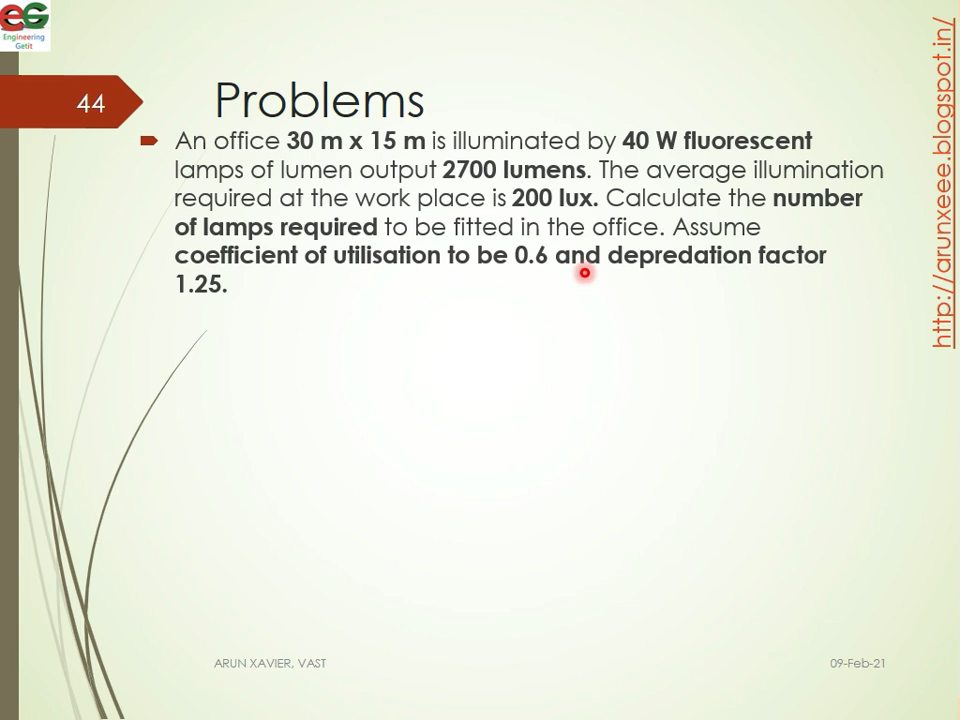 EG
Engineering
Getit
44
Problems
An office 30 m x 15 m is illuminated by 40 W fluorescent
lamps of lumen output 2700 lumens. The average illumination
required at the work place is 200 lux. Calculate the number
of lamps required to be fitted in the office. Assume
coefficient of utilisation to be 0.6 and depredation factor
1.25.
http://arunxeee.blogspot.in/
ARUN XAVIER, VAST
09-Feb-21